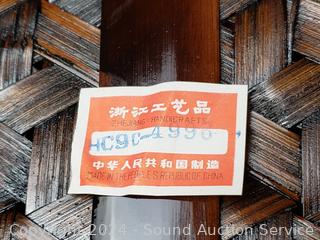 浙江工艺品
ZHEJIANG HANDICRAFTS
HC90-4996
中华人民共和国制造
MADE IN THE PEOPLE'S REPUBLIC OF CHINA
Copyright 2024 - Sound Auction Service